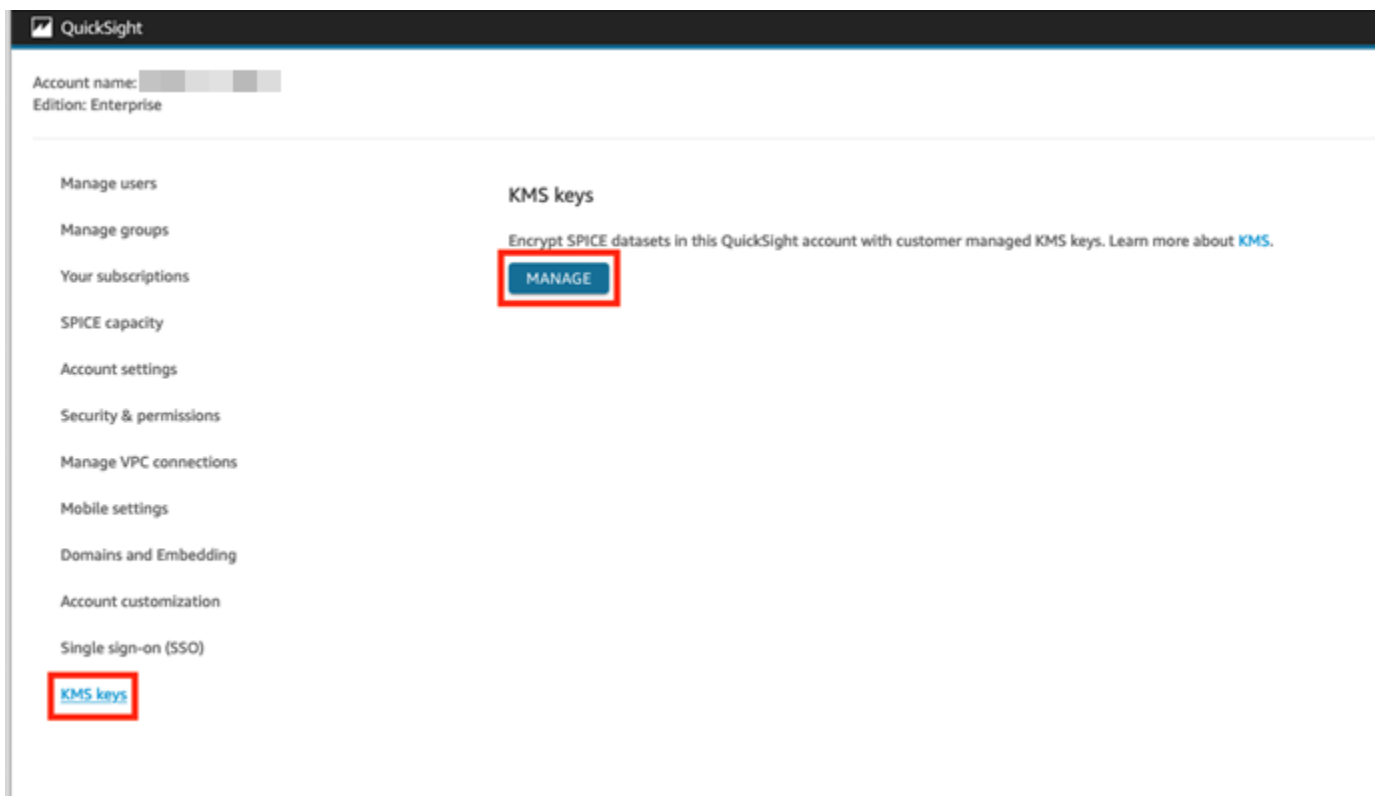 QuickSight
Account name:
Edition: Enterprise
Manage users
Manage groups
Your subscriptions
SPICE capacity
Account settings
Security & permissions
Manage VPC connections
Mobile settings
Domains and Embedding
Account customization
Single sign-on (SSO)
KMS keys
KMS keys
Encrypt SPICE datasets in this QuickSight account with customer managed KMS keys. Learn more about KMS.
MANAGE